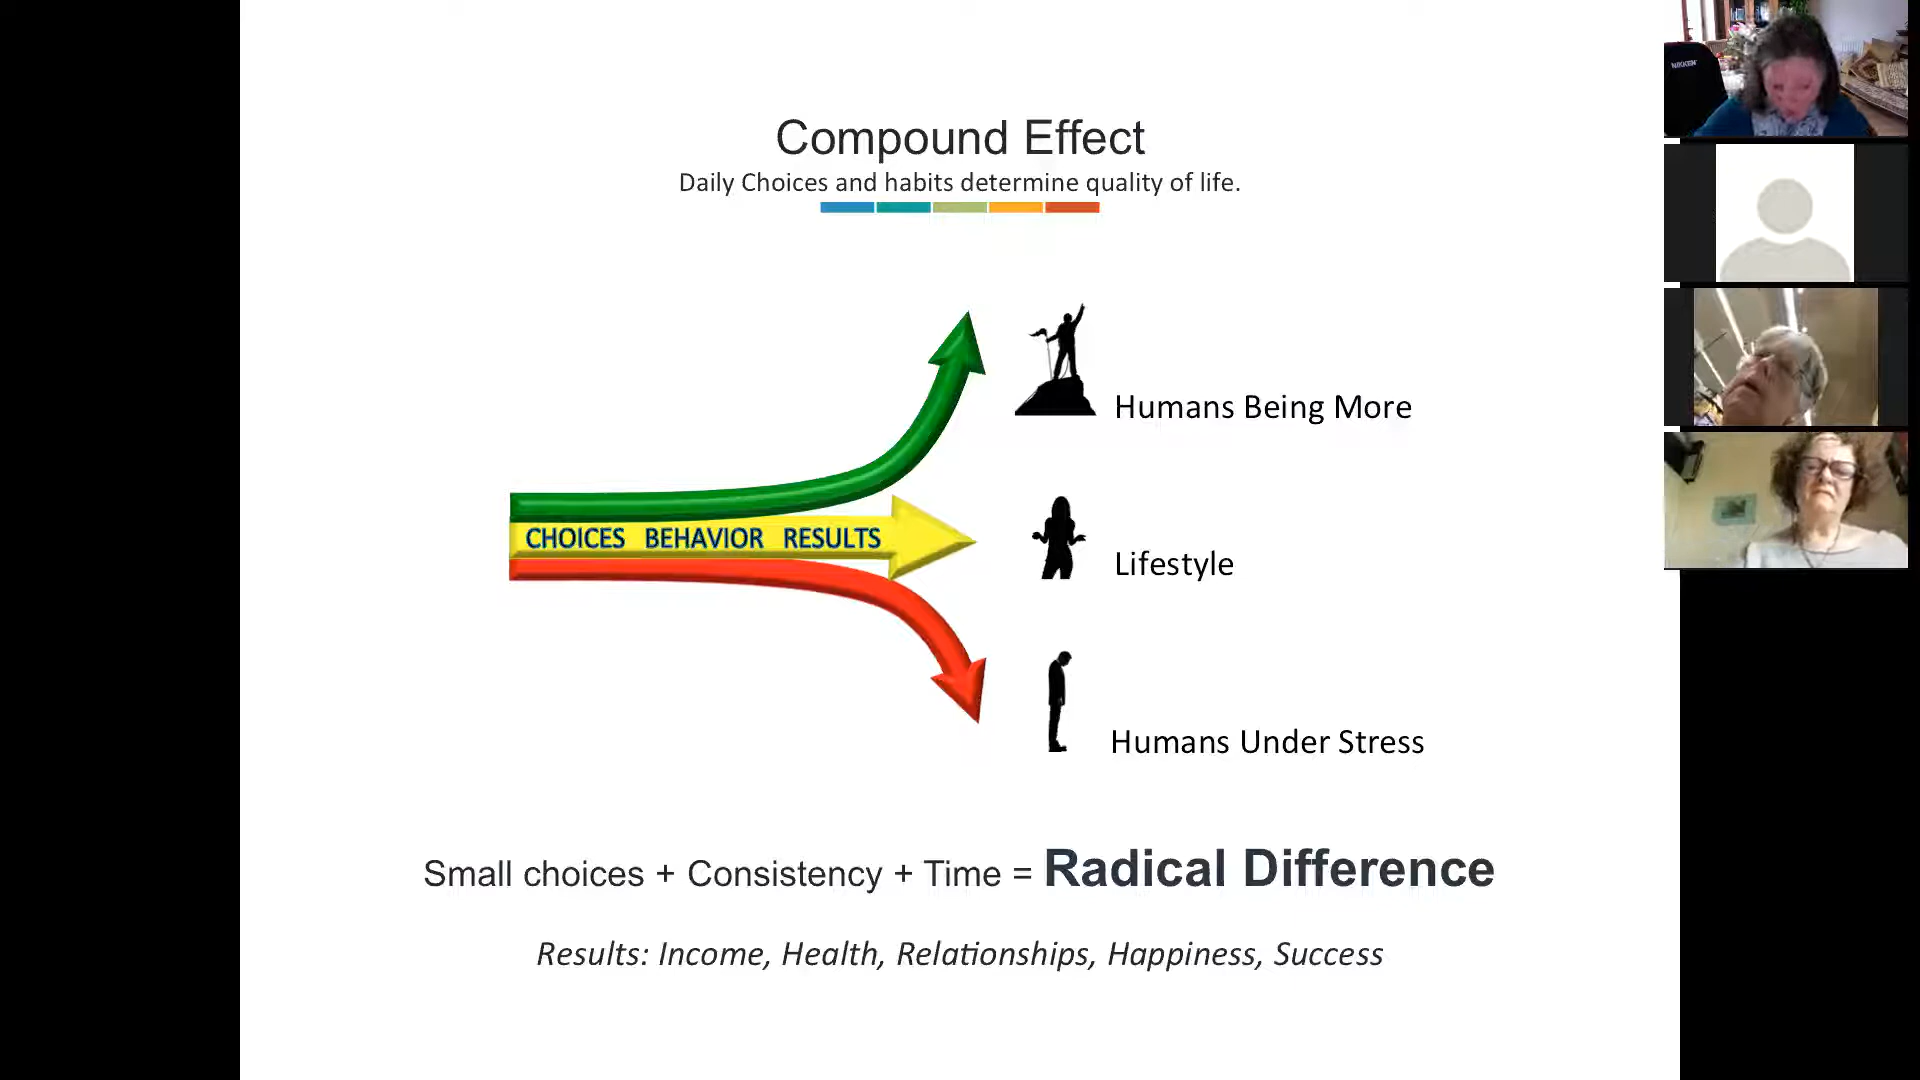 Compound Effect
Daily Choices and habits determine quality of life.
Humans Being More
CHOICES BEHAVIOR RESULTS
Lifestyle
Humans Under Stress
Small choices + Consistency + Time = Radical Difference
Results: Income, Health, Relationships, Happiness, Success
NIKKEN